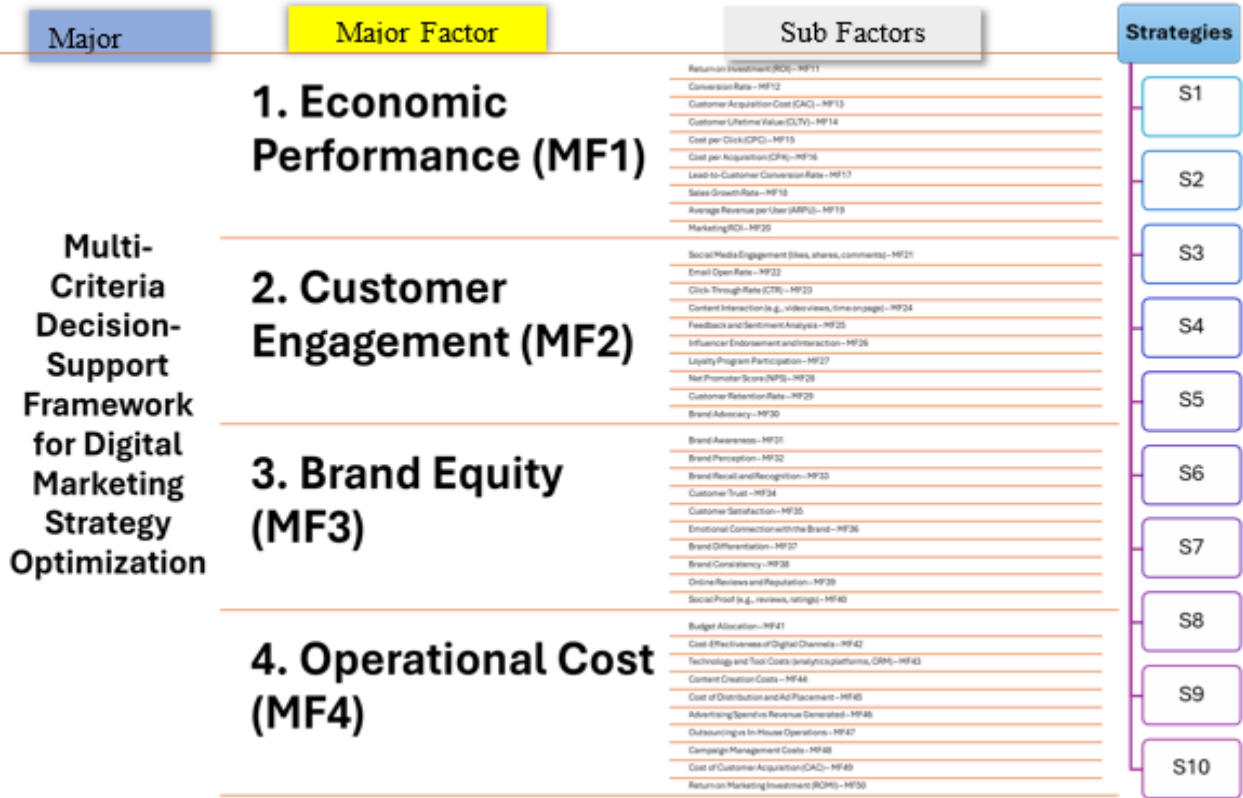 Major
Major Factor
Sub Factors
Strategies
Multi-
Criteria
Decision-
Support
Framework
for Digital
Marketing
Strategy
Optimization
1. Economic
Performance (MF1)
Return on Investment (ROI) – MF11
Conversion Rate – MF12
Customer Acquisition Cost (CAC) – MF13
Customer Lifetime Value (CLTV) – MF14
Cost per Click (CPC) – MF15
Cost per Acquisition (CPA) – MF16
Lead-to-Customer Conversion Rate – MF17
Sales Growth Rate – MF18
Average Revenue per User (ARPU) – MF19
Marketing ROI – MF20
2. Customer
Engagement (MF2)
Social Media Engagement (likes, shares, comments) – MF21
Email Open Rate – MF22
Click-Through Rate (CTR) – MF23
Content Interaction (e.g., video views, time on page) – MF24
Feedback and Sentiment Analysis – MF25
Influencer Endorsement and Interaction – MF26
Loyalty Program Participation – MF27
Net Promoter Score (NPS) – MF28
Customer Retention Rate – MF29
Brand Advocacy – MF30
3. Brand Equity
(MF3)
Brand Awareness – MF31
Brand Perception – MF32
Brand Recall and Recognition – MF33
Customer Trust – MF34
Customer Satisfaction – MF35
Emotional Connection with the Brand – MF36
Brand Differentiation – MF37
Brand Consistency – MF38
Online Reviews and Reputation – MF39
Social Proof (e.g., reviews, ratings) – MF40
4. Operational Cost
(MF4)
Budget Allocation – MF41
Cost-Effectiveness of Digital Channels – MF42
Technology and Tool Costs (analytics platforms, CRM) – MF43
Content Creation Costs – MF44
Cost of Distribution and Ad Placement – MF45
Advertising Spend vs Revenue Generated – MF46
Outsourcing vs In-House Operations – MF47
Campaign Management Costs – MF48
Cost of Customer Acquisition (CAC) – MF49
Return on Marketing Investment (ROMI) – MF50
S1
S2
S3
S4
S5
S6
S7
S8
S9
S10